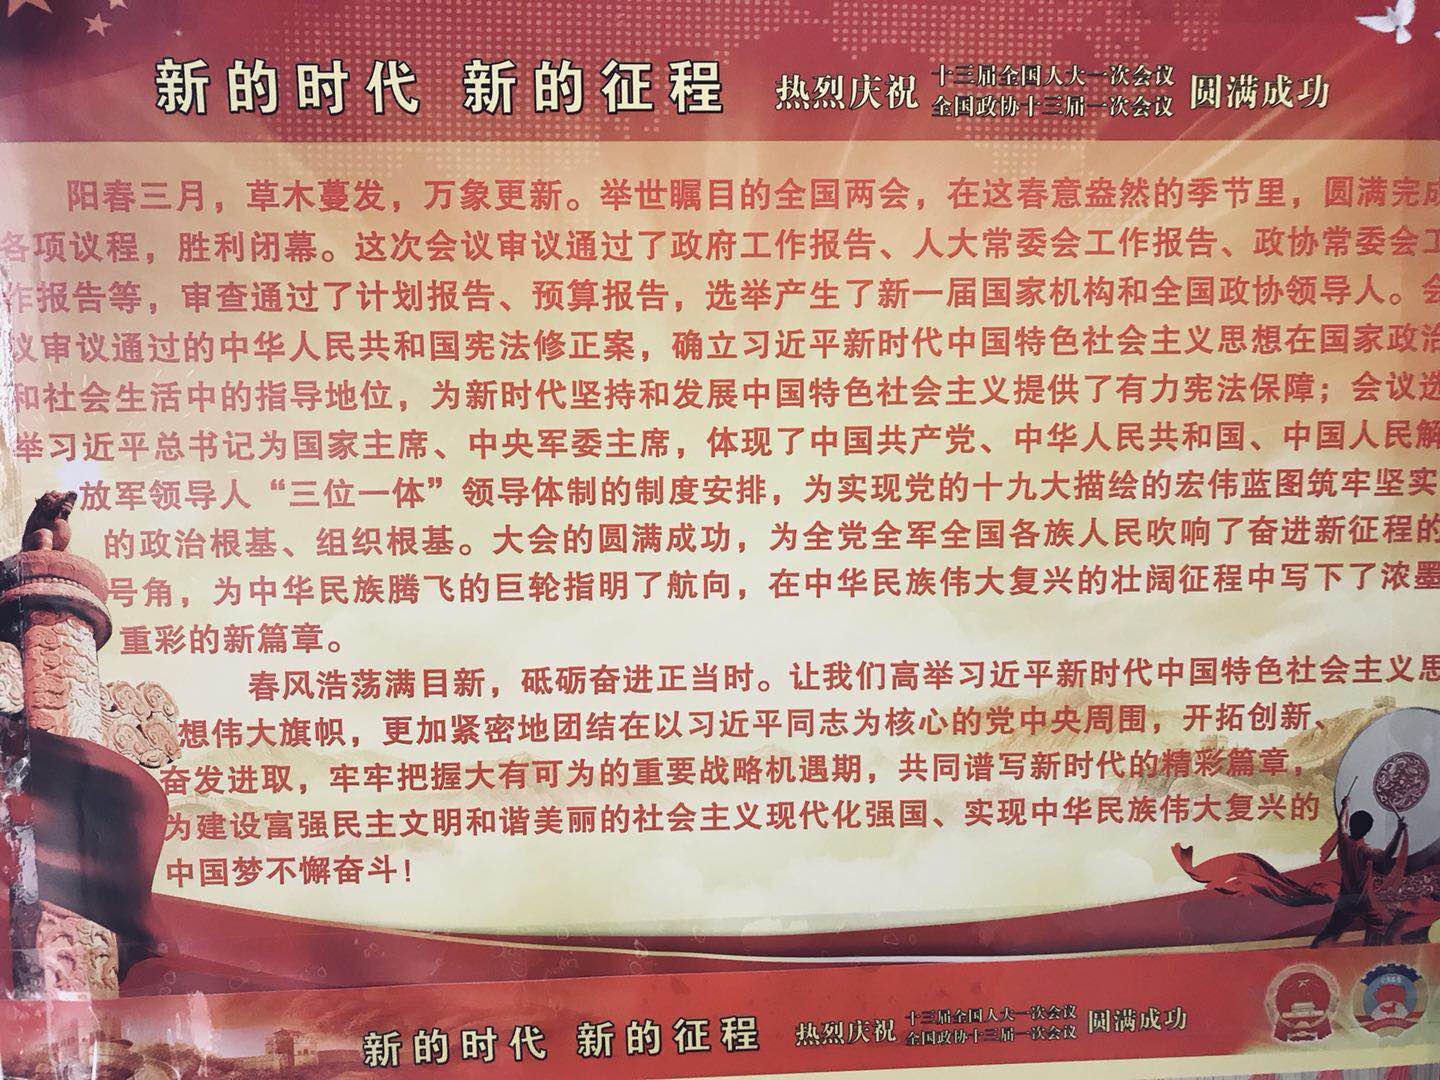 新的时代 新的征程 热烈庆祝 十三届全国人大一次会议 圆满成功
全国政协十三届一次会议
阳春三月，草木蔓发，万象更新。举世瞩目的全国两会，在这春意盎然的季节里，圆满完成
各项议程，胜利闭幕。这次会议审议通过了政府工作报告、人大常委会工作报告、政协常委会工
作报告等，审查通过了计划报告、预算报告，选举产生了新一届国家机构和全国政协领导人。会
议审议通过的中华人民共和国宪法修正案，确立习近平新时代中国特色社会主义思想在国家政治
和社会生活中的指导地位，为新时代坚持和发展中国特色社会主义提供了有力宪法保障；会议选
举习近平总书记为国家主席、中央军委主席，体现了中国共产党、中华人民共和国、中国人民解
放军领导人“三位一体”领导体制的制度安排，为实现党的十九大描绘的宏伟蓝图筑牢坚实
的政治根基、组织根基。大会的圆满成功，为全党全军全国各族人民吹响了奋进新征程的
号角，为中华民族腾飞的巨轮指明了航向，在中华民族伟大复兴的壮阔征程中写下了浓墨
重彩的新篇章。
春风浩荡满目新，砥砺奋进正当时。让我们高举习近平新时代中国特色社会主义思
想伟大旗帜，更加紧密地团结在以习近平同志为核心的党中央周围，开拓创新、
奋发进取，牢牢把握大有可为的重要战略机遇期，共同谱写新时代的精彩篇章，
为建设富强民主文明和谐美丽的社会主义现代化强国、实现中华民族伟大复兴的
中国梦不懈奋斗！
新的时代 新的征程 热烈庆祝 十三届全国人大一次会议 圆满成功
全国政协十三届一次会议